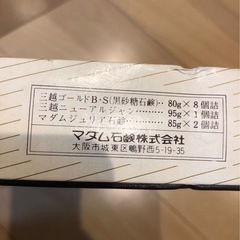 三越ゴールドB・S(黒砂糖石鹸)‥80g×8個詰
三越ニューアルジャン‥‥‥95g×1個詰
マダムジュリア石鹸‥‥‥‥85g×2個詰
マダム石鹸株式会社
大阪市城東区鴫野西5-19-35